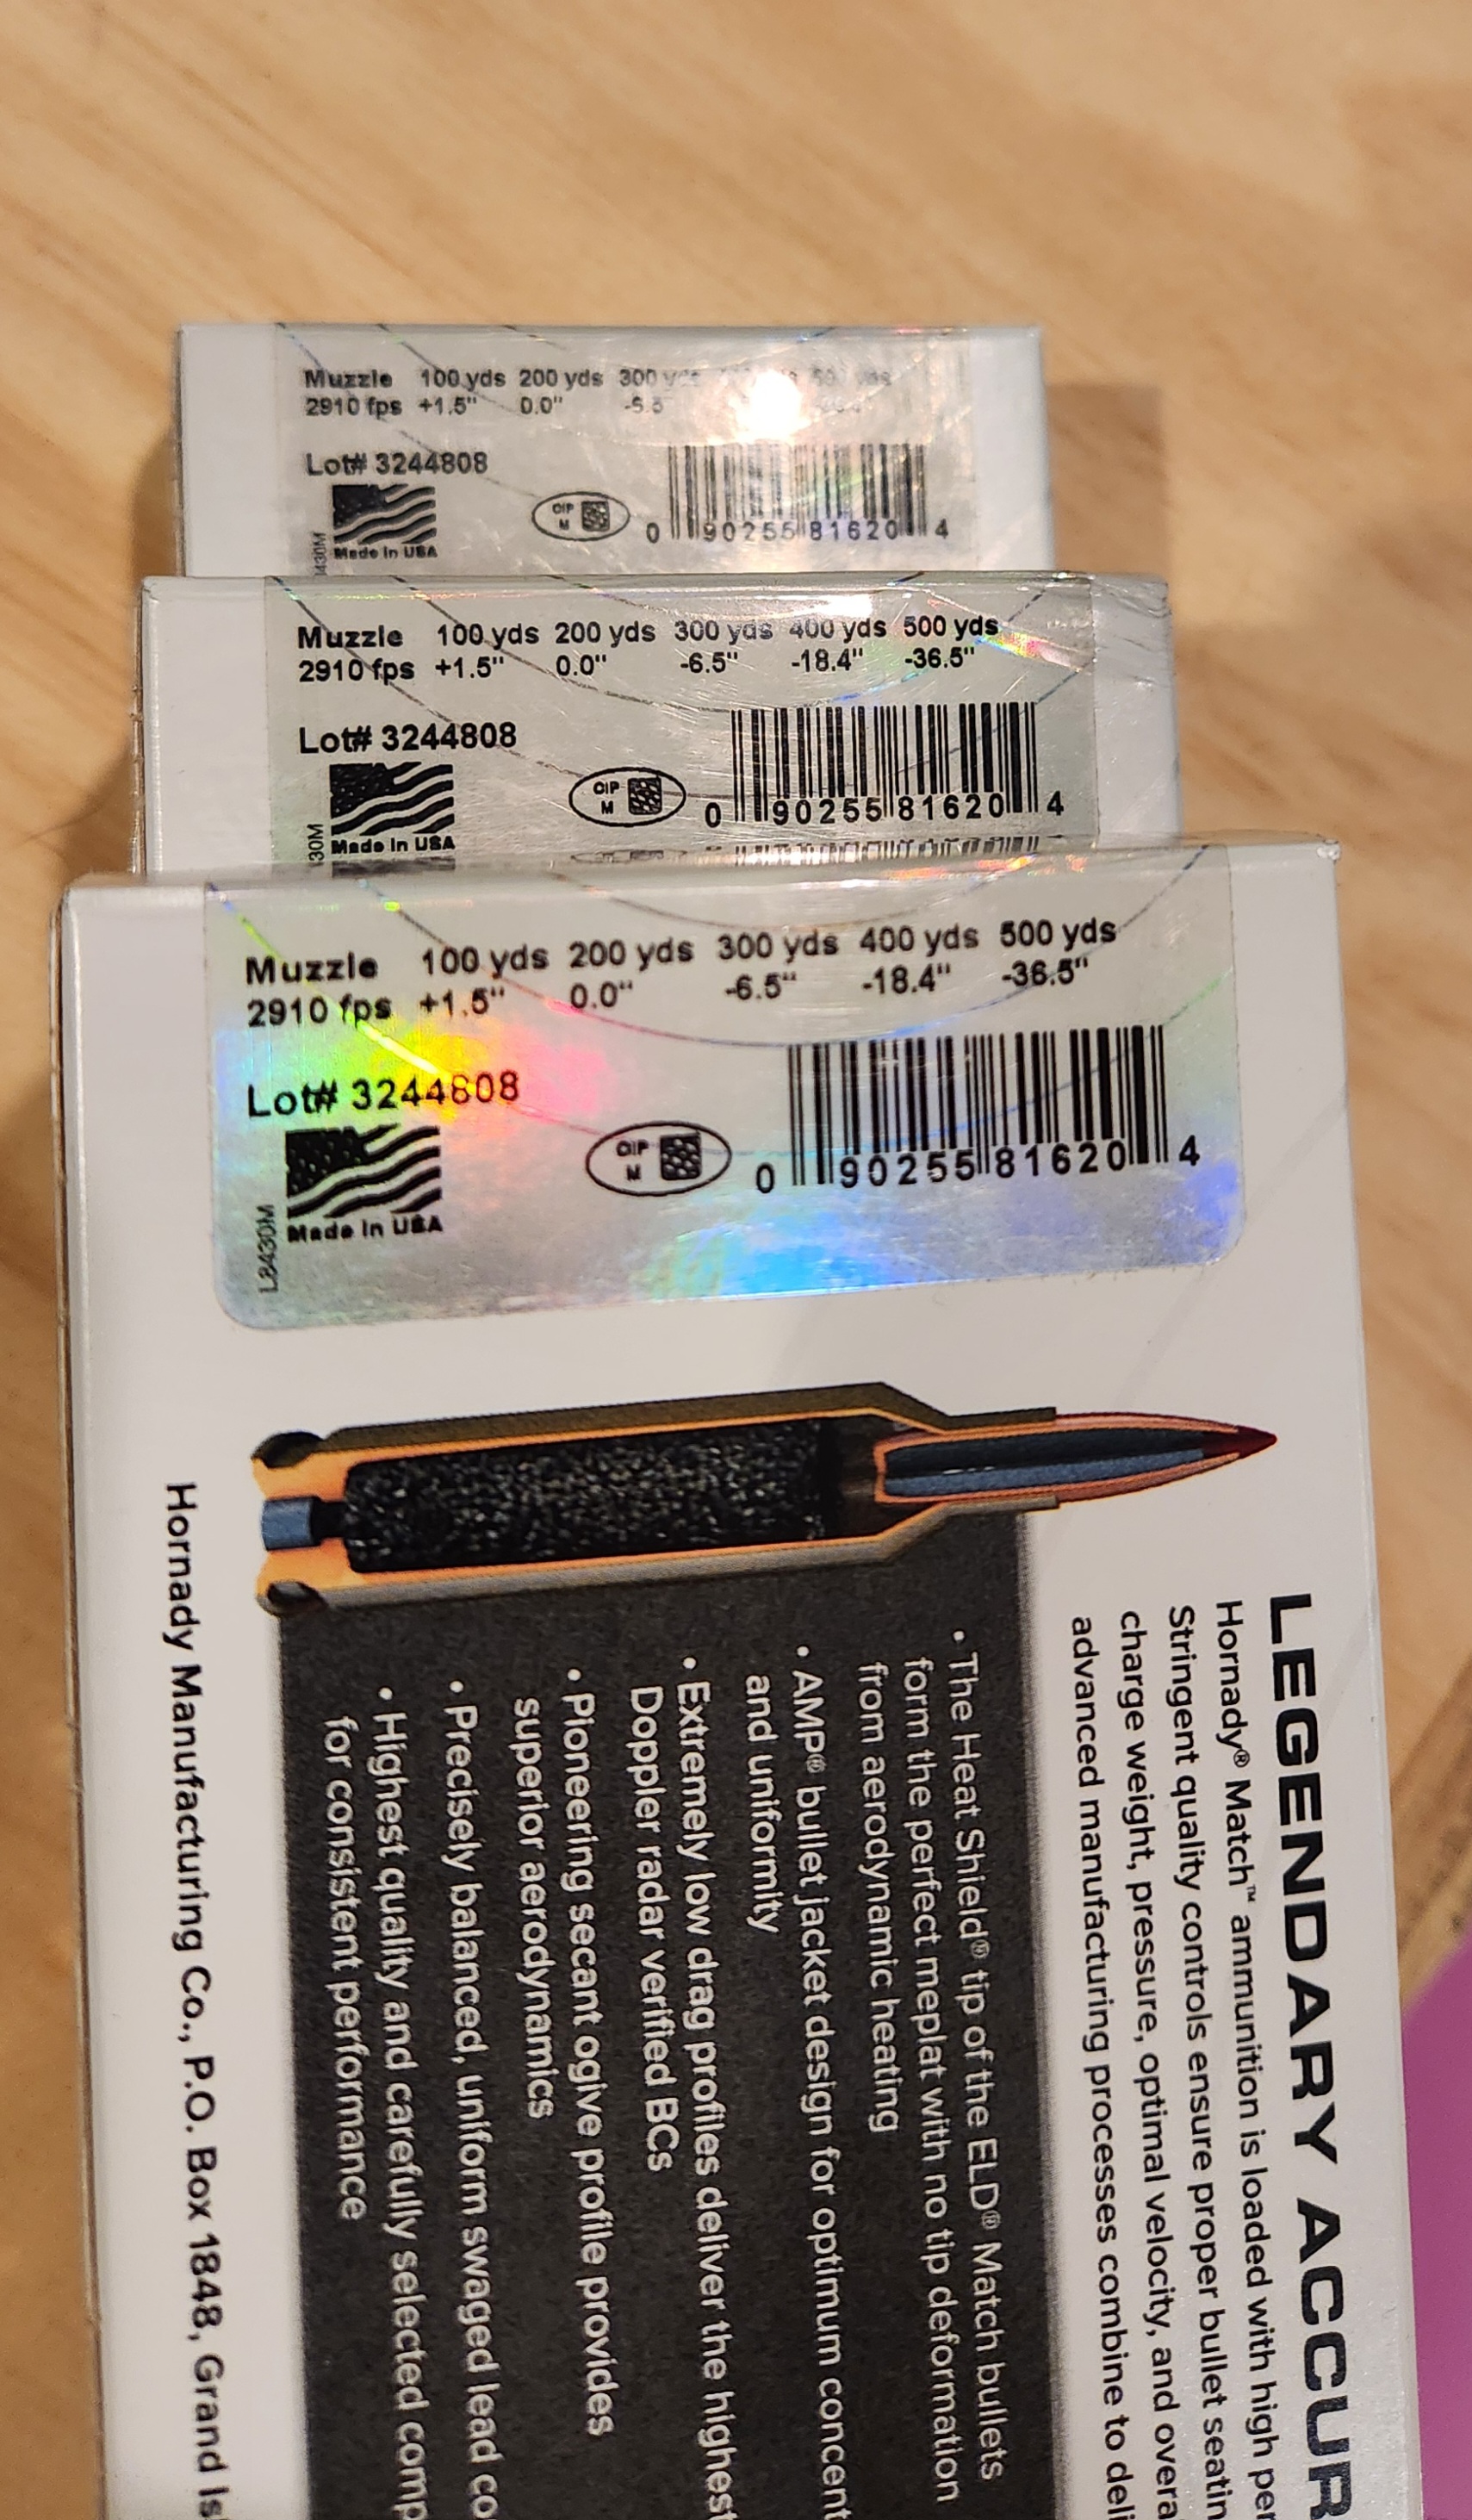 Muzzle 100 yds 200 yds 300 yds
2910 fps +1.5" 0.0"
Lot# 3244808
CIP
M
Made in USA
0 90255 81620 4
Muzzle 100 yds 200 yds 300 yds 400 yds 500 yds
2910 fps +1.5" 0.0" -6.5" -18.4" -36.5"
Lot# 3244808
CIP
M
Made in USA
0 90255 81620 4
Muzzle 100 yds 200 yds 300 yds 400 yds 500 yds
2910 fps +1.5" 0.0" -6.5" -18.4" -36.5"
Lot# 3244808
CIP
M
Made in USA
L8430M
0 90255 81620 4
LEGENDARY ACCUR
Hornady® Match™ ammunition is loaded with high per
Stringent quality controls ensure proper bullet seatin
charge weight, pressure, optimal velocity, and overa
advanced manufacturing processes combine to deli
• The Heat Shield® tip of the ELD® Match bullets
form the perfect meplat with no tip deformation
from aerodynamic heating
• AMP® bullet jacket design for optimum concent
and uniformity
• Extremely low drag profiles deliver the highest
Doppler radar verified BCs
• Pioneering secant ogive profile provides
superior aerodynamics
• Precisely balanced, uniform swaged lead co
• Highest quality and carefully selected comp
for consistent performance
Hornady Manufacturing Co., P.O. Box 1848, Grand Is